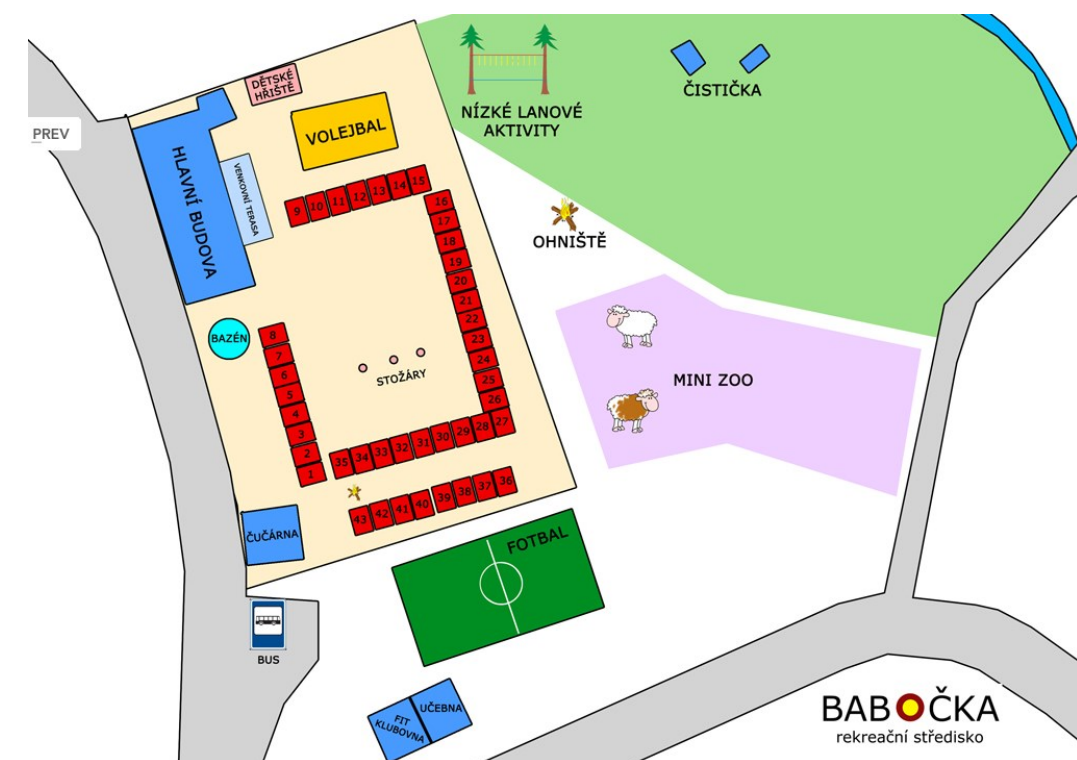 PREV
DĚTSKÉ
HŘIŠTĚ
VOLEJBAL
NÍZKÉ LANOVÉ
AKTIVITY
ČISTIČKA
HLAVNÍ BUDOVA
VENKOVNÍ TERASA
9 10 11 12 13 14 15
16
17
18
19
20
21
22
23
24
25
26
OHNIŠTĚ
BAZÉN
8
7
6
5
4
3
2
1
STOŽÁRY
MINI ZOO
35 34 33 32 31 30 29 28 27
43 42 41 40 39 38 37 36
ČUČÁRNA
FOTBAL
BUS
FIT
KLUBOVNA
UČEBNA
BABOČKA
rekreační středisko